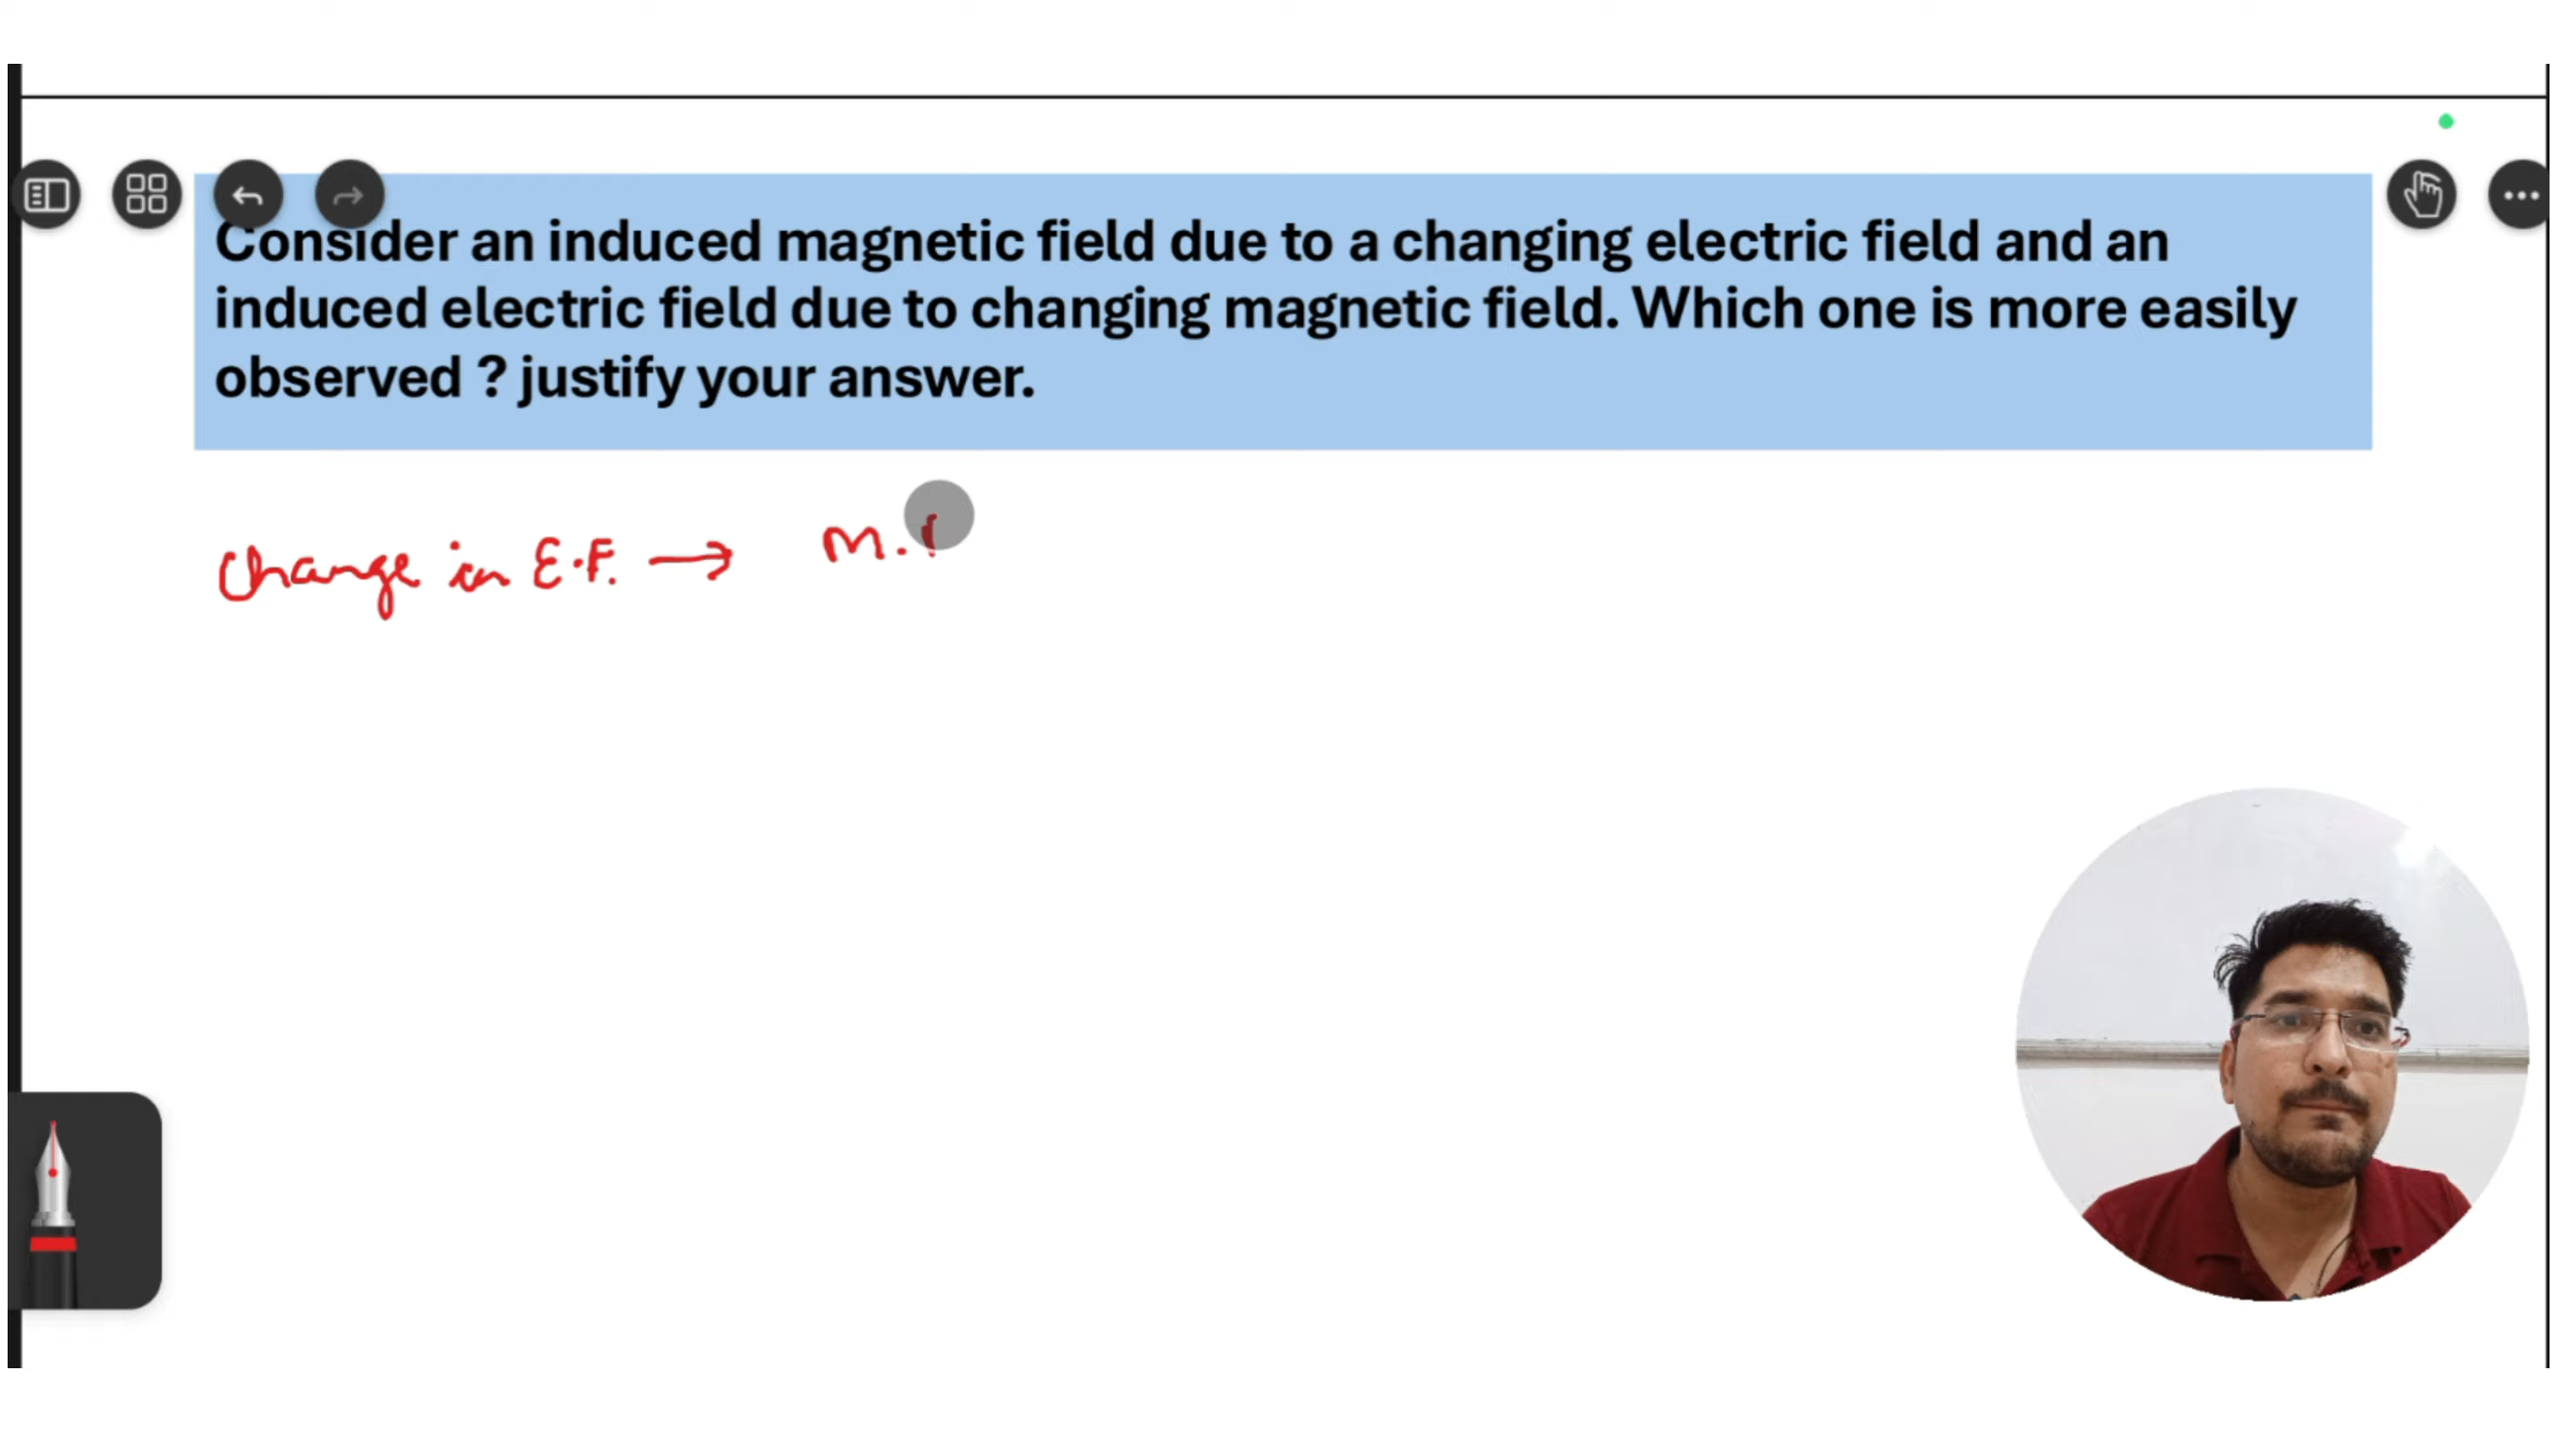 Consider an induced magnetic field due to a changing electric field and an
induced electric field due to changing magnetic field. Which one is more easily
observed ? justify your answer.
Change in E.F. → M.